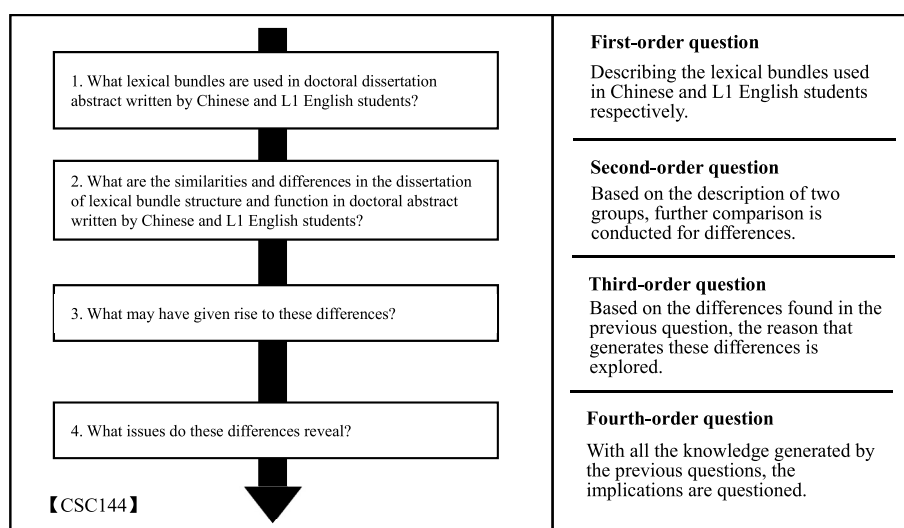 1. What lexical bundles are used in doctoral dissertation
abstract written by Chinese and L1 English students?
2. What are the similarities and differences in the dissertation
of lexical bundle structure and function in doctoral abstract
written by Chinese and L1 English students?
3. What may have given rise to these differences?
4. What issues do these differences reveal?
【CSC144】
First-order question
Describing the lexical bundles used
in Chinese and L1 English students
respectively.
Second-order question
Based on the description of two
groups, further comparison is
conducted for differences.
Third-order question
Based on the differences found in the
previous question, the reason that
generates these differences is
explored.
Fourth-order question
With all the knowledge generated by
the previous questions, the
implications are questioned.